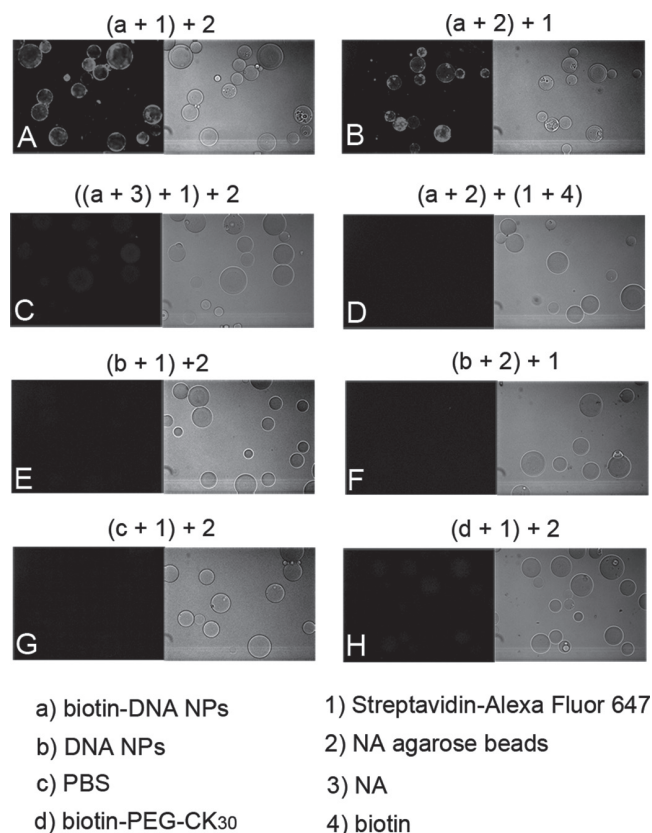 (a + 1) + 2
(a + 2) + 1
A
B
((a + 3) + 1) + 2
(a + 2) + (1 + 4)
C
D
(b + 1) +2
(b + 2) + 1
E
F
(c + 1) + 2
(d + 1) + 2
G
H
a) biotin-DNA NPs
b) DNA NPs
c) PBS
d) biotin-PEG-CK30
1) Streptavidin-Alexa Fluor 647
2) NA agarose beads
3) NA
4) biotin